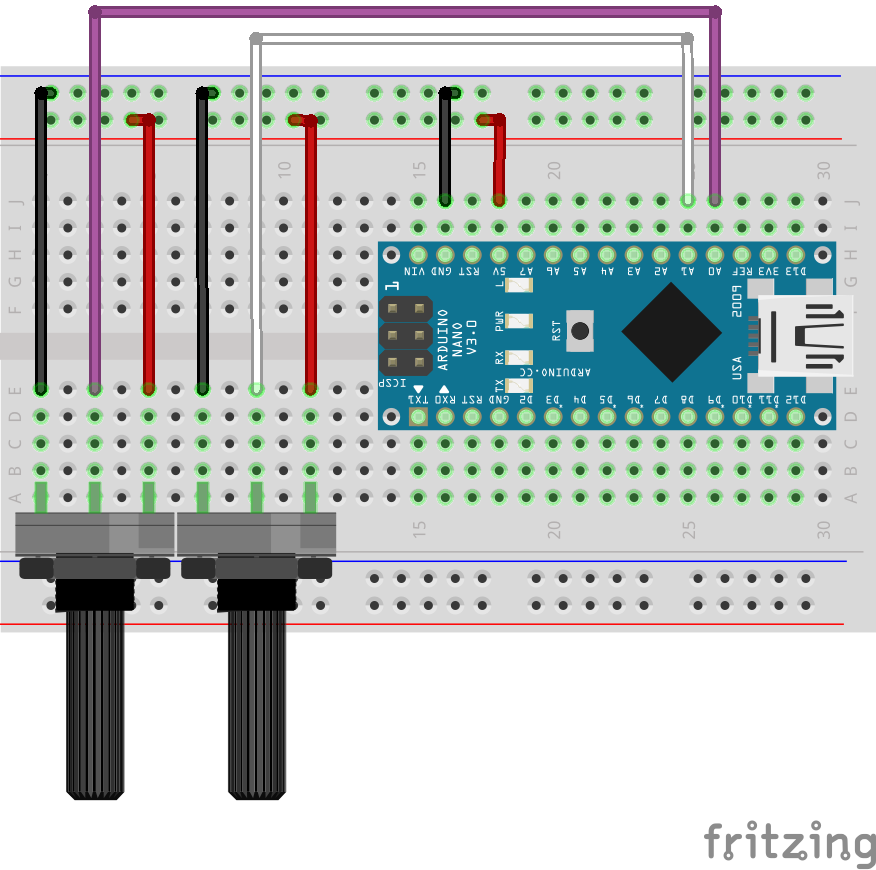 10 15 20 25 30
J J
I I
H H
G G
F F
VIN GND RST 5V A7 A6 A5 A4 A3 A2 A1 A0 REF 3V3 D13
1
L
PWR
RX
TX
ARDUINO
NANO
V3.0
RST
ARDUINO.CC
2009
USA
ICSP
TX1 RX0 RST GND D2 D3 D4 D5 D6 D7 D8 D9 D10 D11 D12
E E
D D
C C
B B
A A
15 20 25 30
fritzing